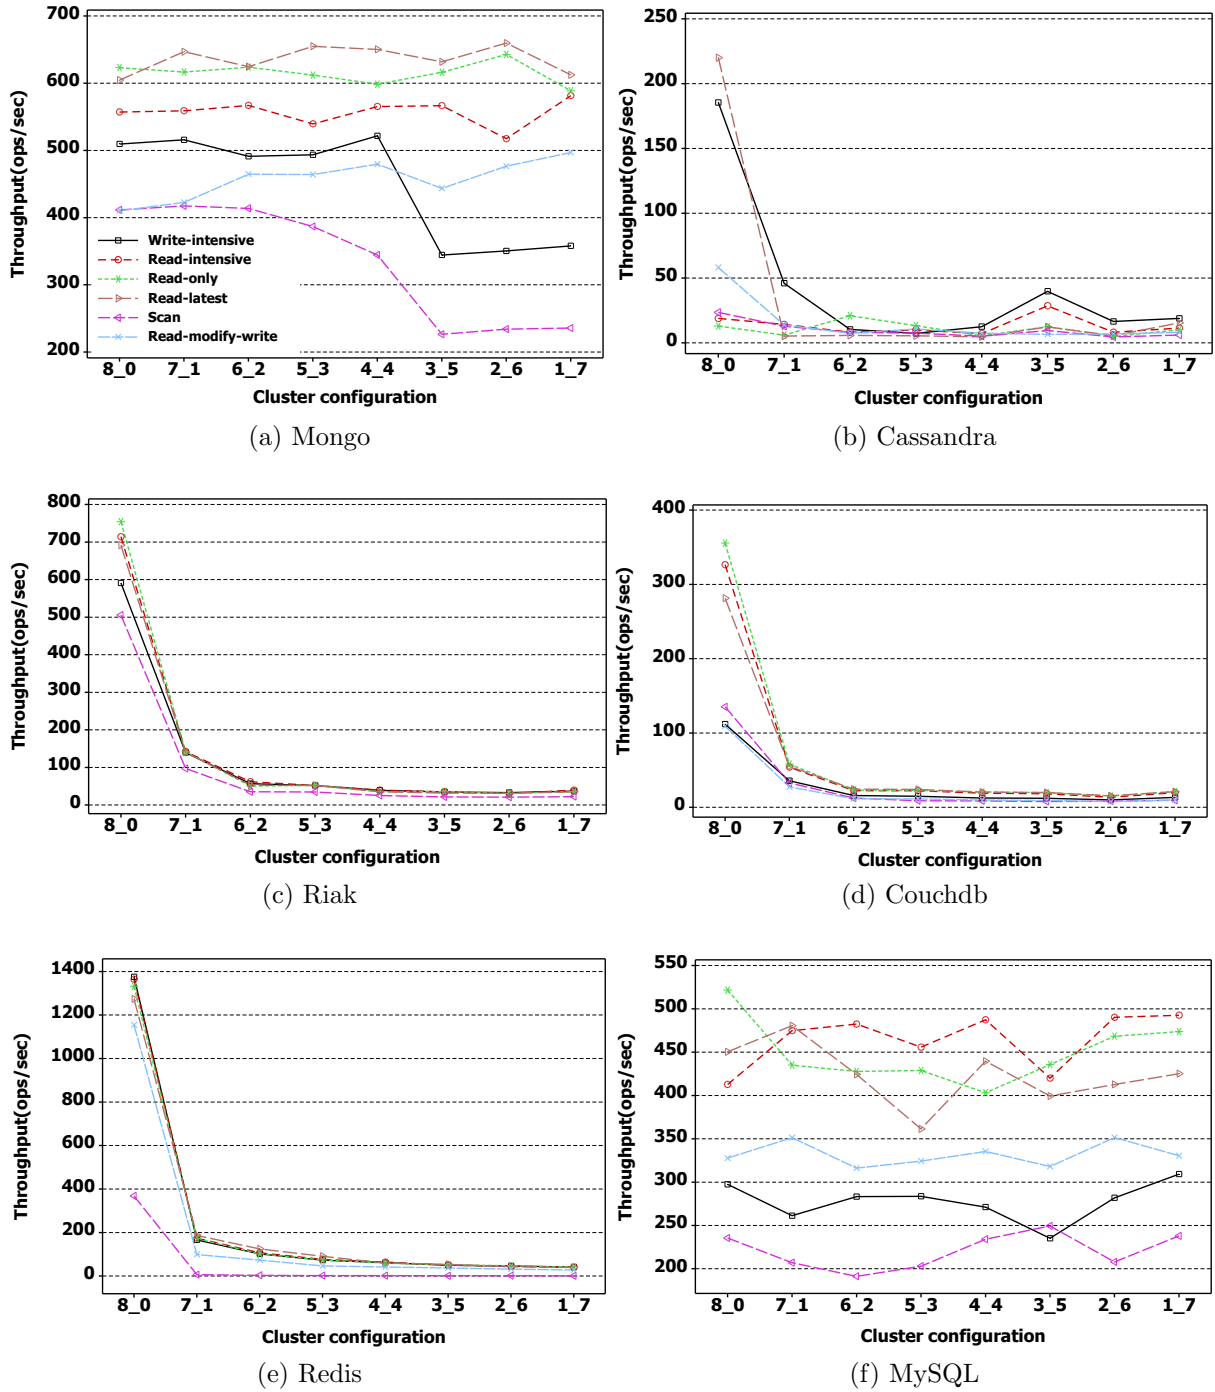 700
600
500
400
300
200
Throughput(ops/sec)
Write-intensive
Read-intensive
Read-only
Read-latest
Scan
Read-modify-write
8_0 7_1 6_2 5_3 4_4 3_5 2_6 1_7
Cluster configuration
(a) Mongo
250
200
150
100
50
0
Throughput(ops/sec)
8_0 7_1 6_2 5_3 4_4 3_5 2_6 1_7
Cluster configuration
(b) Cassandra
800
700
600
500
400
300
200
100
0
Throughput(ops/sec)
8_0 7_1 6_2 5_3 4_4 3_5 2_6 1_7
Cluster configuration
(c) Riak
400
300
200
100
0
Throughput(ops/sec)
8_0 7_1 6_2 5_3 4_4 3_5 2_6 1_7
Cluster configuration
(d) Couchdb
1400
1200
1000
800
600
400
200
0
Throughput(ops/sec)
8_0 7_1 6_2 5_3 4_4 3_5 2_6 1_7
Cluster configuration
(e) Redis
550
500
450
400
350
300
250
200
Throughput(ops/sec)
8_0 7_1 6_2 5_3 4_4 3_5 2_6 1_7
Cluster configuration
(f) MySQL